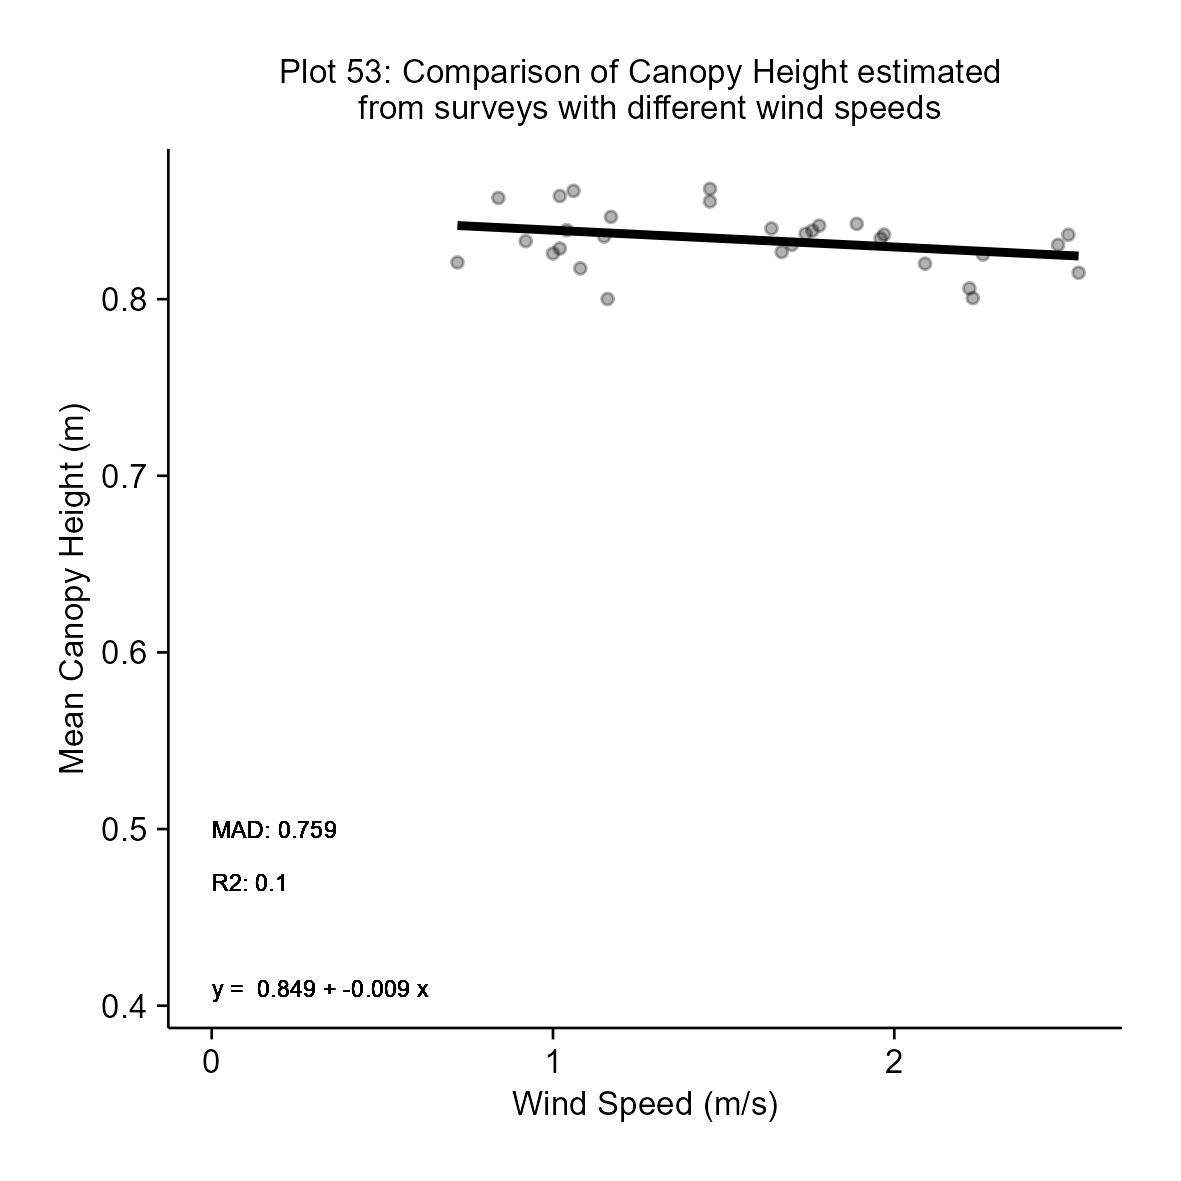 Plot 53: Comparison of Canopy Height estimated
from surveys with different wind speeds
Mean Canopy Height (m)
0.8
0.7
0.6
0.5
0.4
MAD: 0.759
R2: 0.1
y =  0.849 + -0.009 x
0
1
2
Wind Speed (m/s)